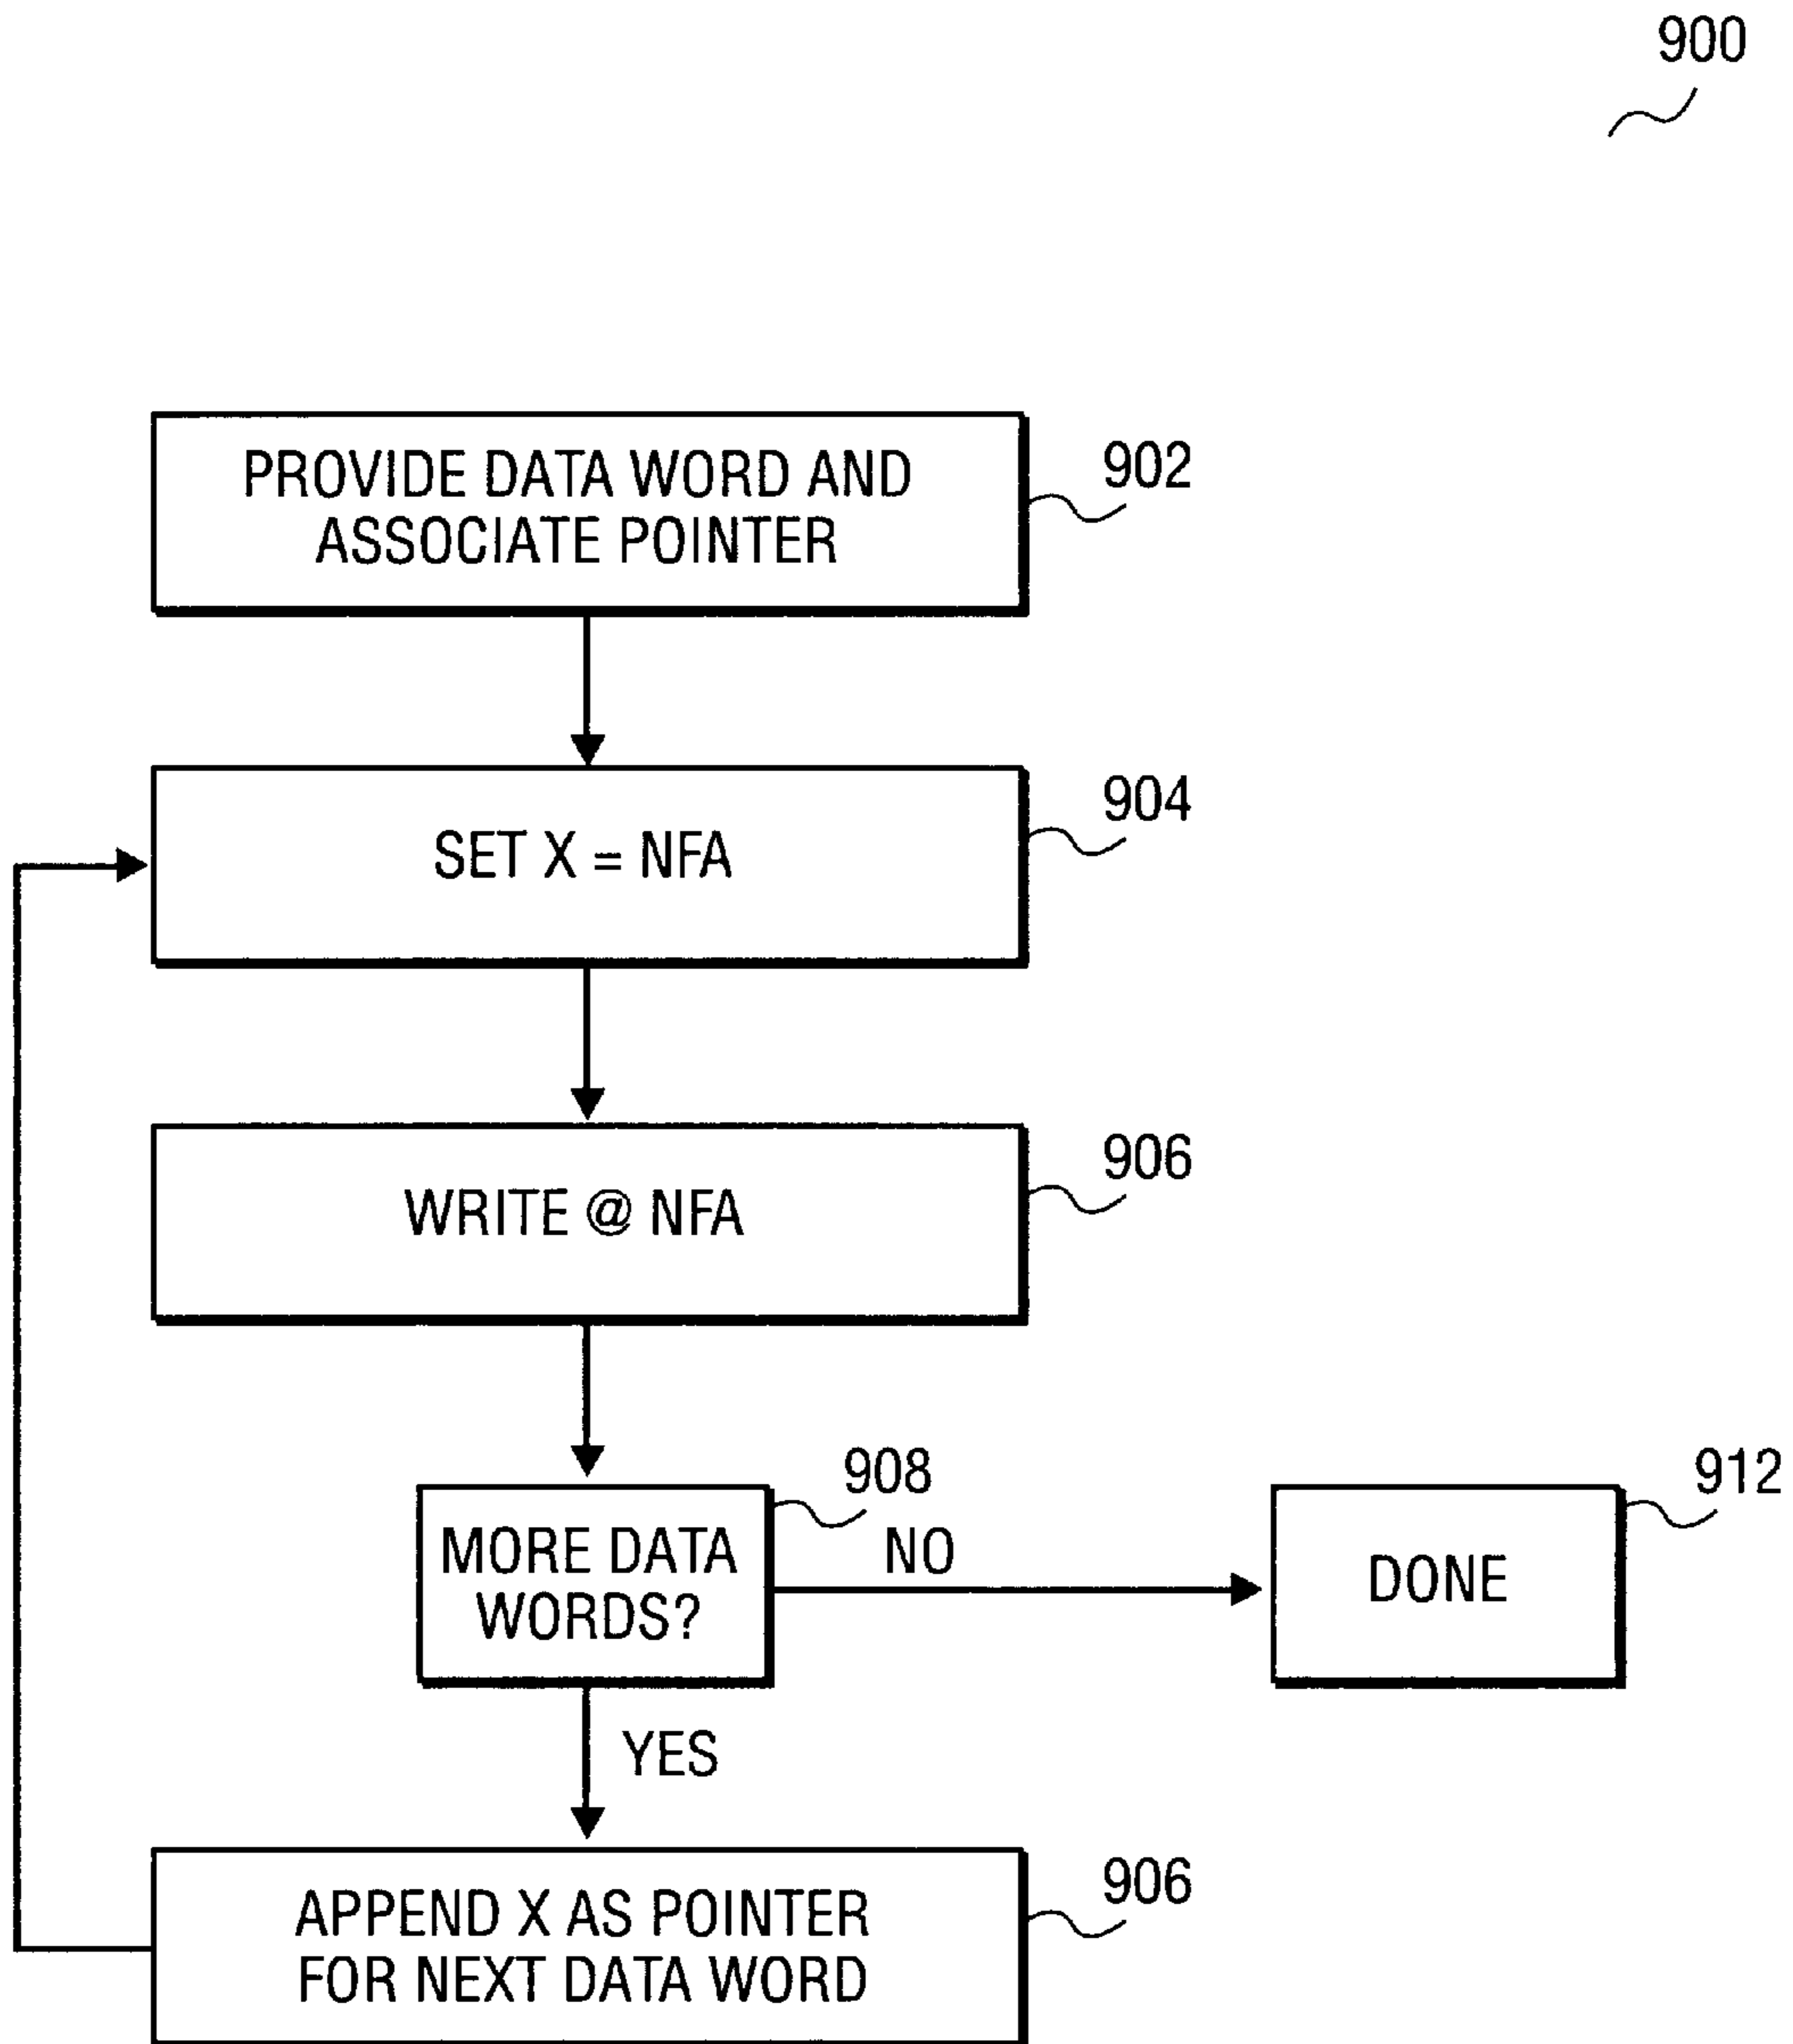 900
PROVIDE DATA WORD AND
ASSOCIATE POINTER
902
SET X = NFA
904
WRITE @ NFA
906
MORE DATA
WORDS?
908
NO
DONE
912
YES
APPEND X AS POINTER
FOR NEXT DATA WORD
906